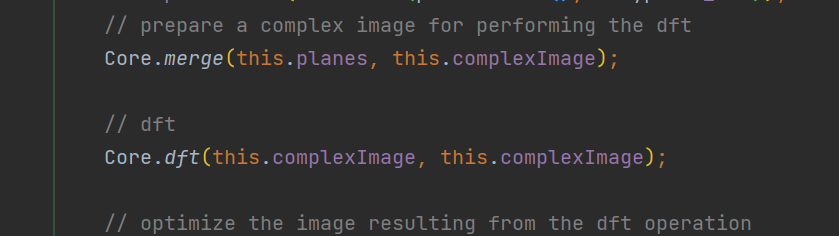 // prepare a complex image for performing the dft
Core.merge(this.planes, this.complexImage);
// dft
Core.dft(this.complexImage, this.complexImage);
// optimize the image resulting from the dft operation